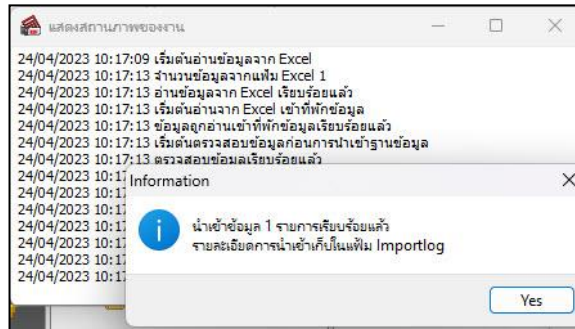 แสดงสถานภาพของงาน
24/04/2023 10:17:09 เริ่มต้นอ่านข้อมูลจาก Excel
24/04/2023 10:17:13 จำนวนข้อมูลจากแฟ้ม Excel 1
24/04/2023 10:17:13 อ่านข้อมูลจาก Excel เรียบร้อยแล้ว
24/04/2023 10:17:13 เริ่มต้นอ่านจาก Excel เข้าที่พักข้อมูล
24/04/2023 10:17:13 ข้อมูลถูกอ่านเข้าที่พักข้อมูลเรียบร้อยแล้ว
24/04/2023 10:17:13 เริ่มต้นตรวจสอบข้อมูลก่อนการนำเข้าฐานข้อมูล
24/04/2023 10:17:13 ตรวจสอบข้อมูลเรียบร้อยแล้ว
24/04/2023 10:17
24/04/2023 10:17
24/04/2023 10:17
24/04/2023 10:17
24/04/2023 10:17
24/04/2023 10:17
24/04/2023 10:17:
Information
นำเข้าข้อมูล 1 รายการเรียบร้อยแล้ว
รายละเอียดการนำเข้าเก็บในแฟ้ม Importlog
Yes